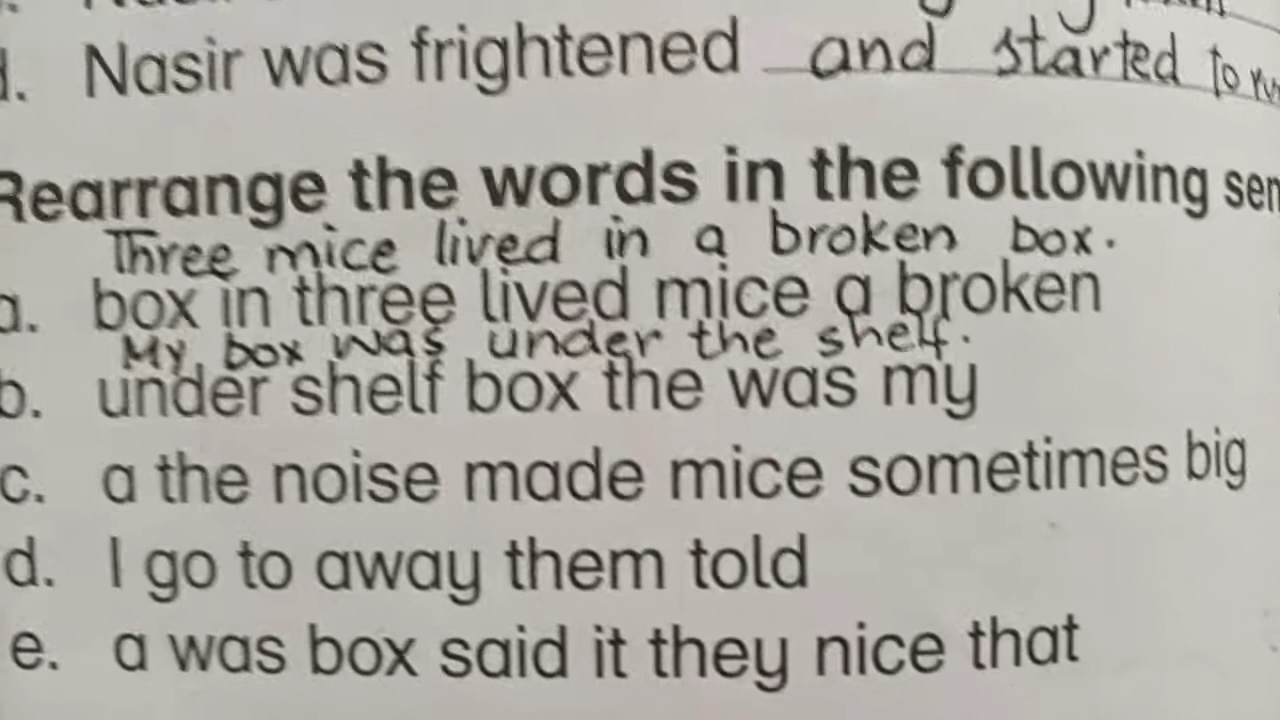 d. Nasir was frightened and started to
Rearrange the words in the following
Three mice lived in a broken box.
a. box in three lived mice a broken
My box was under the shelf.
b. under shelf box the was my
c. a the noise made mice sometimes big
d. I go to away them told
e. a was box said it they nice that